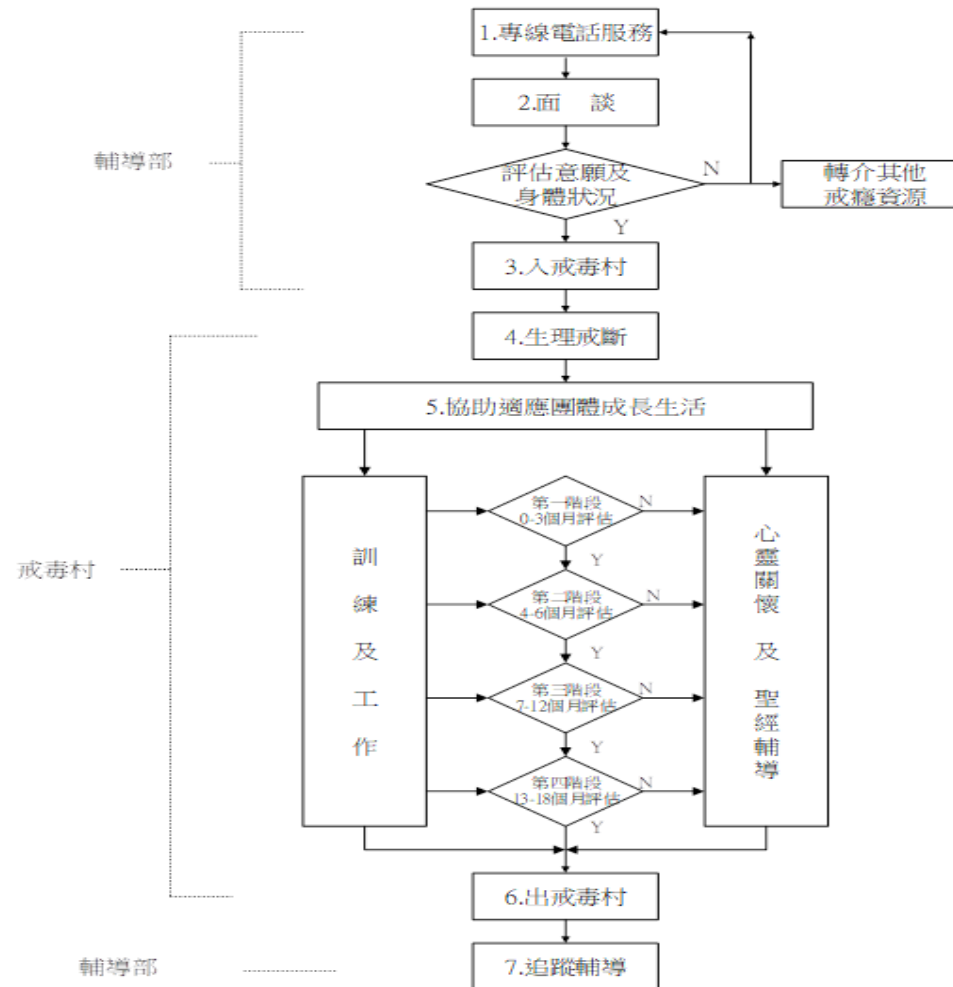 1.專線電話服務
2.面 談
輔導部
評估意願及
身體狀況
N
轉介其他
戒癮資源
Y
3.入戒毒村
4.生理戒斷
5.協助適應團體成長生活
第一階段
0-3個月評估
N
Y
戒毒村
訓練及工作
第二階段
4-6個月評估
N
Y
心靈關懷 及 聖經輔導
第三階段
7-12個月評估
N
Y
第四階段
13-18個月評估
N
Y
6.出戒毒村
輔導部
7.追蹤輔導